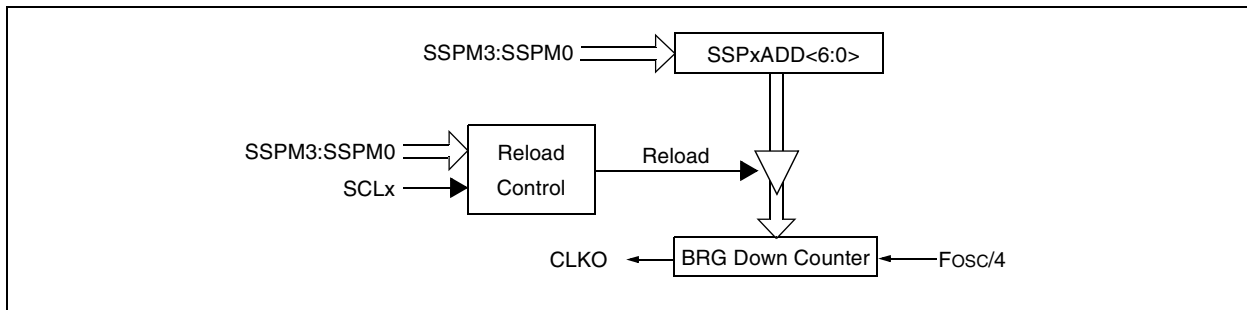 SSPM3:SSPM0
SSPxADD<6:0>
SSPM3:SSPM0
SCLx
Reload
Control
Reload
CLKO
BRG Down Counter
FOSC/4